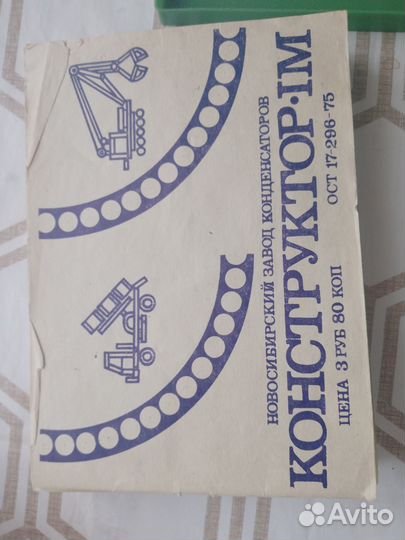 НОВОСИБИРСКИЙ ЗАВОД КОНДЕНСАТОРОВ
КОНСТРУКТОР·1М
ЦЕНА 3 РУБ 80 КОП ОСТ 17-296-75
Avito